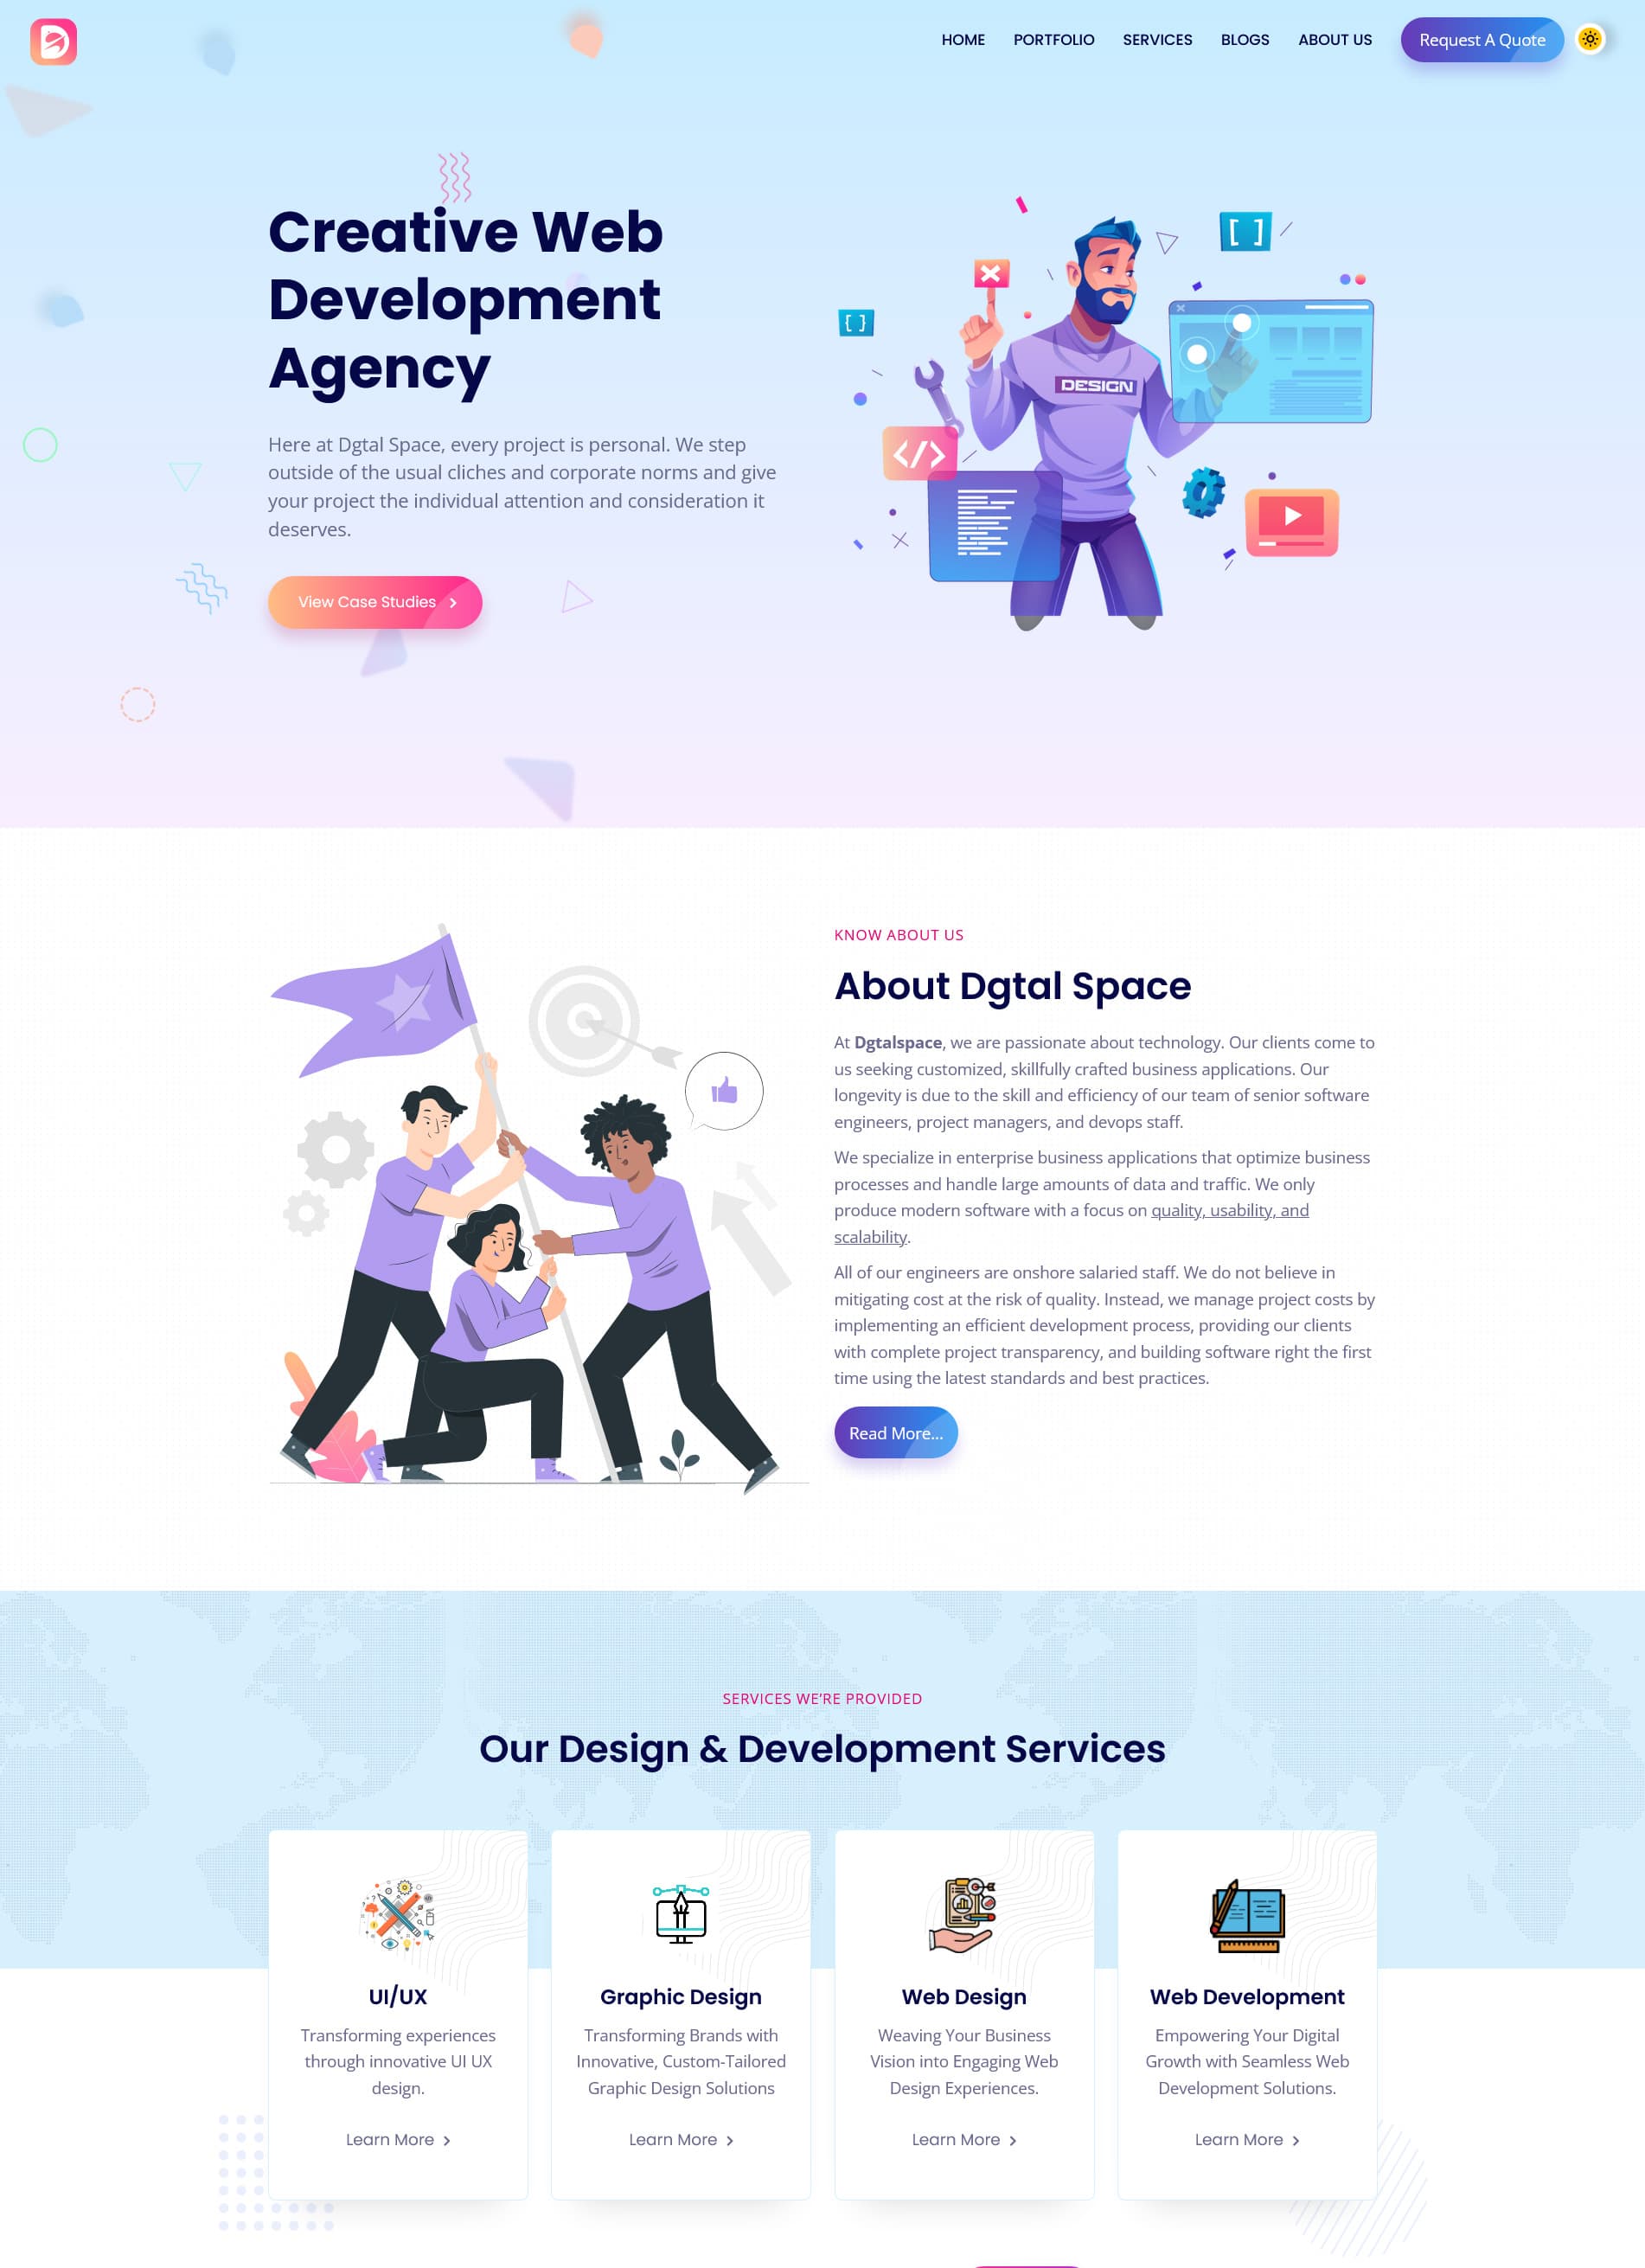 HOME PORTFOLIO SERVICES BLOGS ABOUT US Request A Quote
Creative Web
Development
Agency
Here at Dgtal Space, every project is personal. We step
outside of the usual cliches and corporate norms and give
your project the individual attention and consideration it
deserves.
View Case Studies
[ ]
[ ]
DESIGN
</>
KNOW ABOUT US
About Dgtal Space
At Dgtalspace, we are passionate about technology. Our clients come to
us seeking customized, skillfully crafted business applications. Our
longevity is due to the skill and efficiency of our team of senior software
engineers, project managers, and devops staff.
We specialize in enterprise business applications that optimize business
processes and handle large amounts of data and traffic. We only
produce modern software with a focus on quality, usability, and
scalability.
All of our engineers are onshore salaried staff. We do not believe in
mitigating cost at the risk of quality. Instead, we manage project costs by
implementing an efficient development process, providing our clients
with complete project transparency, and building software right the first
time using the latest standards and best practices.
Read More...
SERVICES WE'RE PROVIDED
Our Design & Development Services
UI/UX
Transforming experiences
through innovative UI UX
design.
Learn More
Graphic Design
Transforming Brands with
Innovative, Custom-Tailored
Graphic Design Solutions
Learn More
Web Design
Weaving Your Business
Vision into Engaging Web
Design Experiences.
Learn More
Web Development
Empowering Your Digital
Growth with Seamless Web
Development Solutions.
Learn More